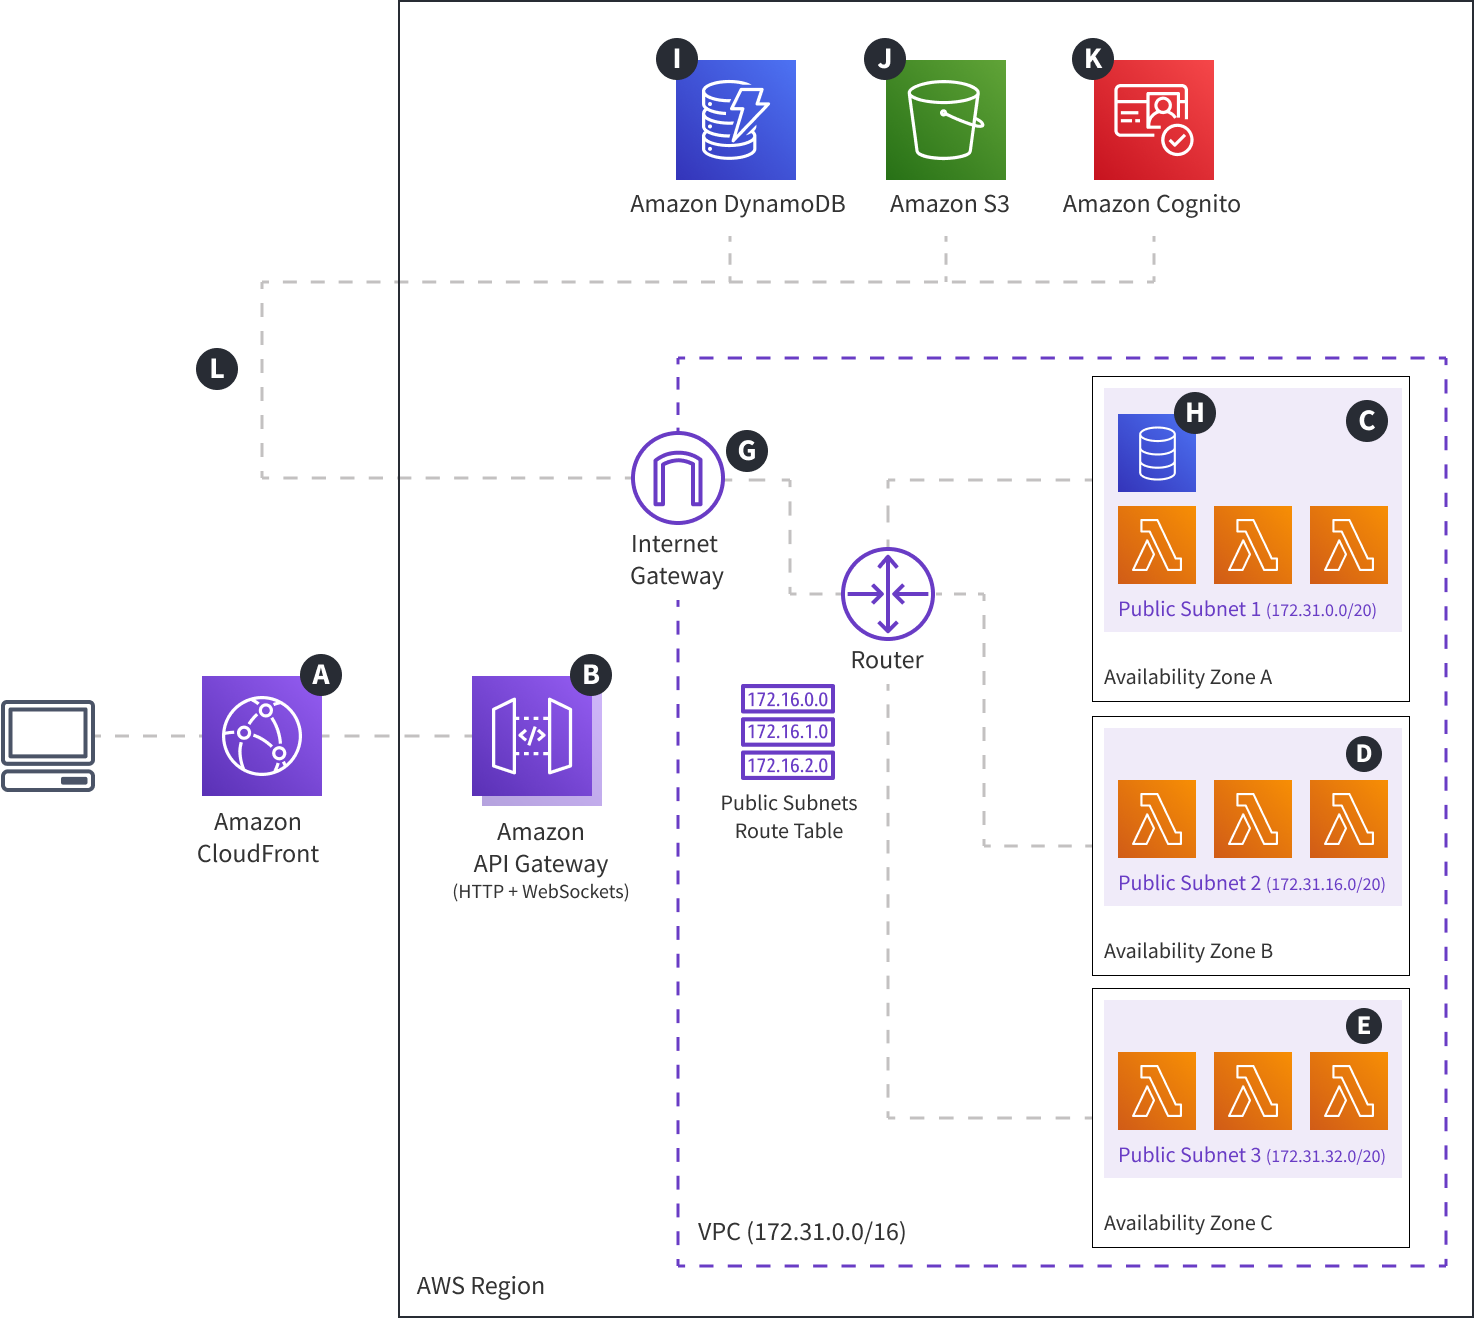 I
J
K
Amazon DynamoDB
Amazon S3
Amazon Cognito
L
G
H
C
Internet
Gateway
Public Subnet 1 (172.31.0.0/20)
Router
Availability Zone A
A
B
172.16.0.0
172.16.1.0
172.16.2.0
</>
Public Subnets
Route Table
D
Amazon
CloudFront
Amazon
API Gateway
(HTTP + WebSockets)
Public Subnet 2 (172.31.16.0/20)
Availability Zone B
E
Public Subnet 3 (172.31.32.0/20)
Availability Zone C
VPC (172.31.0.0/16)
AWS Region